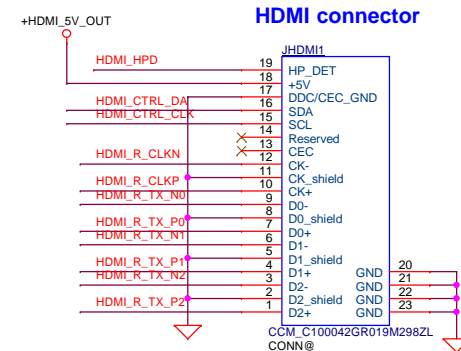 HDMI connector
+HDMI_5V_OUT
JHDMI1
HDMI_HPD 19 HP_DET
18 +5V
17 DDC/CEC_GND
HDMI_CTRL_DA 16 SDA
HDMI_CTRL_CLK 15 SCL
14 Reserved
13 CEC
HDMI_R_CLKN 12 CK-
11 CK_shield
HDMI_R_CLKP 10 CK+
HDMI_R_TX_N0 9 D0-
8 D0_shield
HDMI_R_TX_P0 7 D0+
HDMI_R_TX_N1 6 D1-
5 D1_shield
HDMI_R_TX_P1 4 D1+ GND 20
HDMI_R_TX_N2 3 D2- GND 21
2 D2_shield GND 22
HDMI_R_TX_P2 1 D2+ GND 23
CCM_C100042GR019M298ZL
CONN@